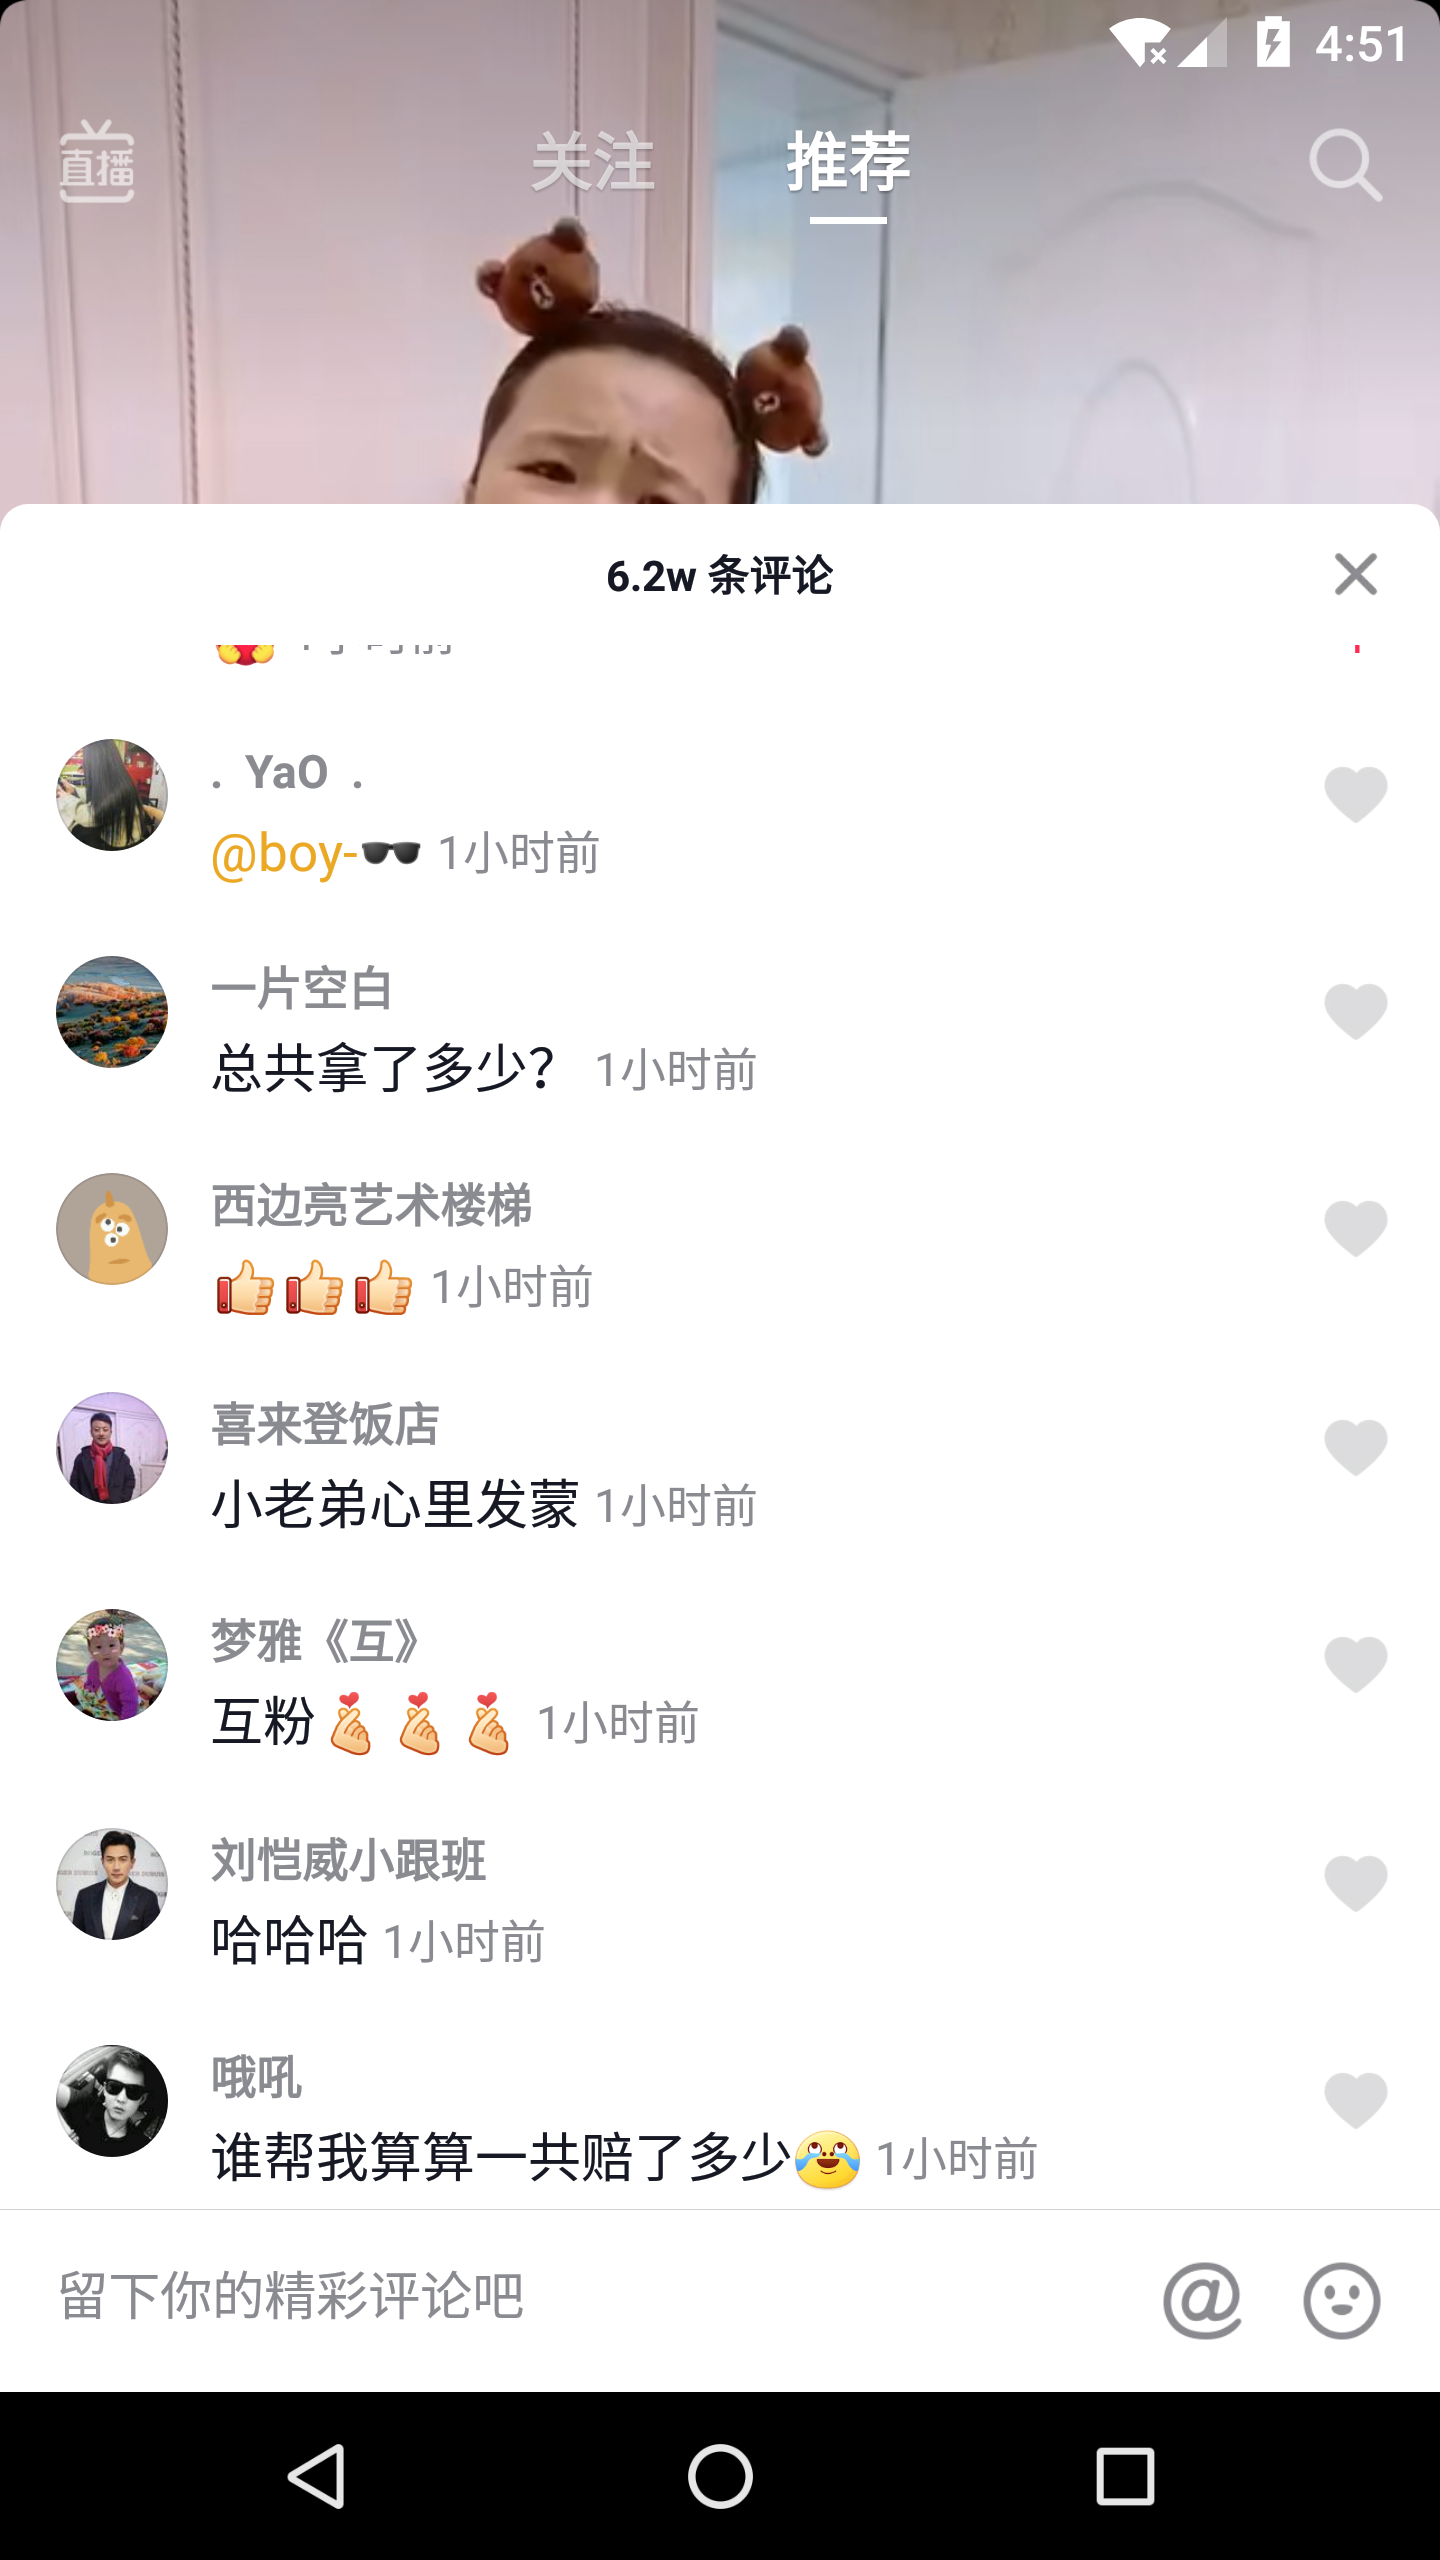 4:51
直播
关注
推荐
6.2w 条评论
1小时前
. YaO .
@boy-🕶️ 1小时前
一片空白
总共拿了多少？ 1小时前
西边亮艺术楼梯
👍👍👍 1小时前
喜来登饭店
小老弟心里发蒙 1小时前
梦雅《互》
互粉 1小时前
刘恺威小跟班
哈哈哈 1小时前
哦吼
谁帮我算算一共赔了多少😂 1小时前
留下你的精彩评论吧
@